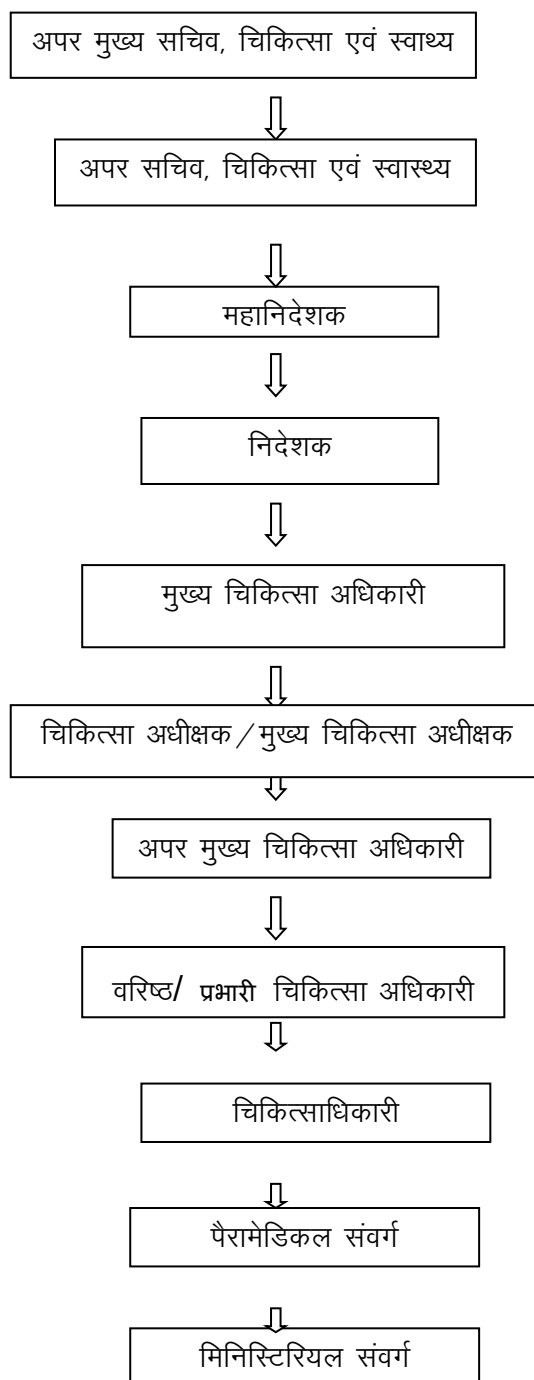 अपर मुख्य सचिव, चिकित्सा एवं स्वाथ्य
अपर सचिव, चिकित्सा एवं स्वास्थ्य
महानिदेशक
निदेशक
मुख्य चिकित्सा अधिकारी
चिकित्सा अधीक्षक/मुख्य चिकित्सा अधीक्षक
अपर मुख्य चिकित्सा अधिकारी
वरिष्ठ/ प्रभारी चिकित्सा अधिकारी
चिकित्साधिकारी
पैरामेडिकल संवर्ग
मिनिस्टिरियल संवर्ग